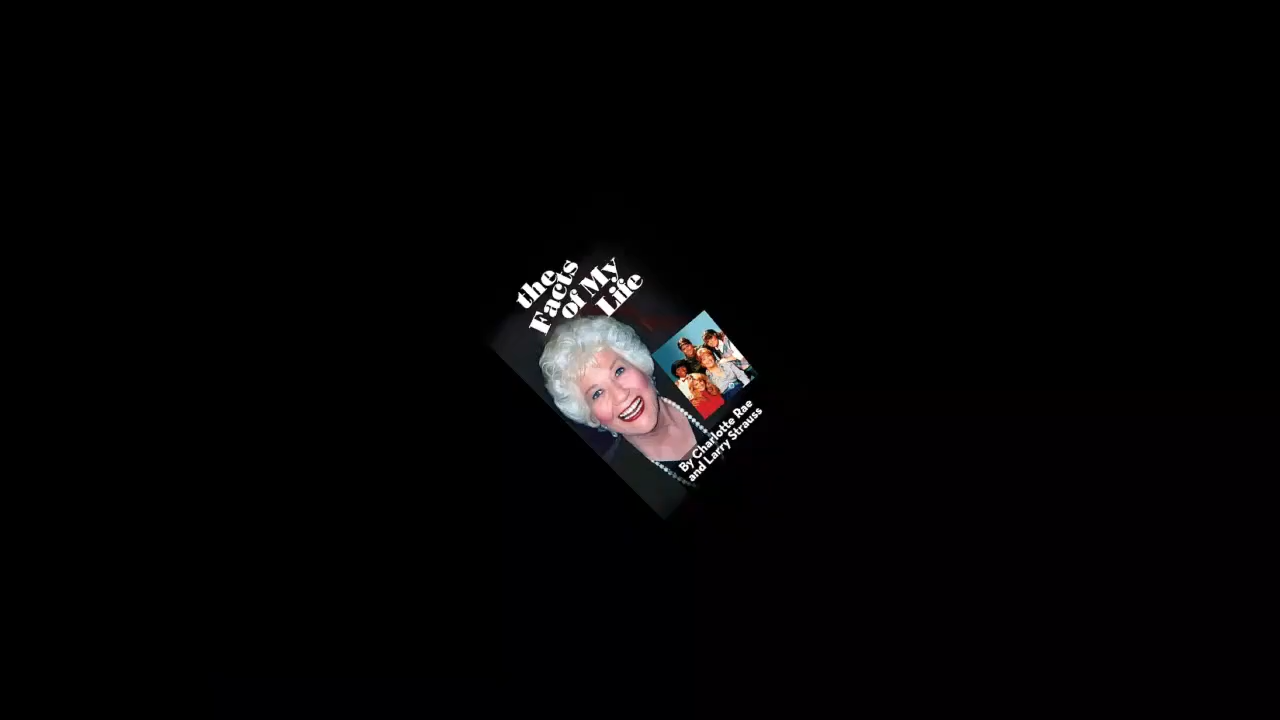 the
Facts
of My
Life
By Charlotte Rae
and Larry Strauss